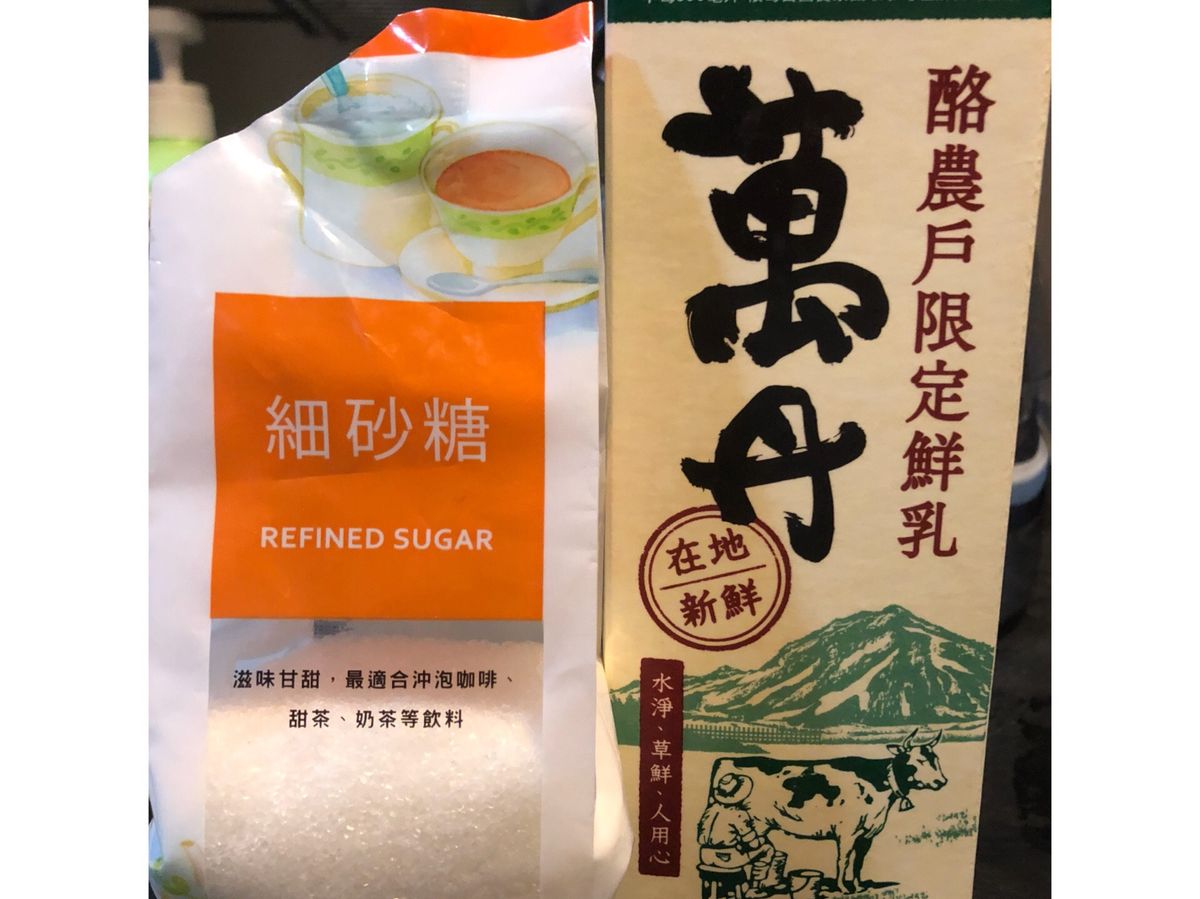 細砂糖
REFINED SUGAR
滋味甘甜，最適合沖泡咖啡、
甜茶、奶茶等飲料
酪農戶限定鮮乳
萬丹
在地
新鮮
水淨、草鮮、人用心